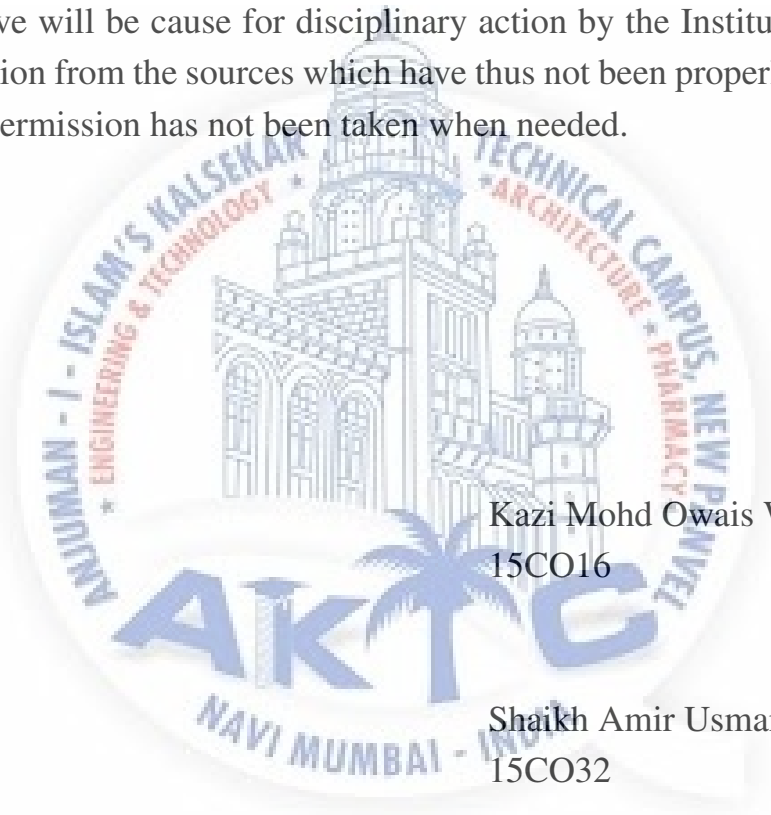 ve will be cause for disciplinary action by the Institu
ion from the sources which have thus not been properl
ermission has not been taken when needed.
ANJUMAN - I - ISLAM'S KALSEKAR TECHNICAL CAMPUS, NEW PANVEL
* ENGINEERING & TECHNOLOGY * *ARCHITECTURE * PHARMACY*
Kazi Mohd Owais
15CO16
AKTC
Shaikh Amir Usma
15CO32
NAVI MUMBAI - INDIA